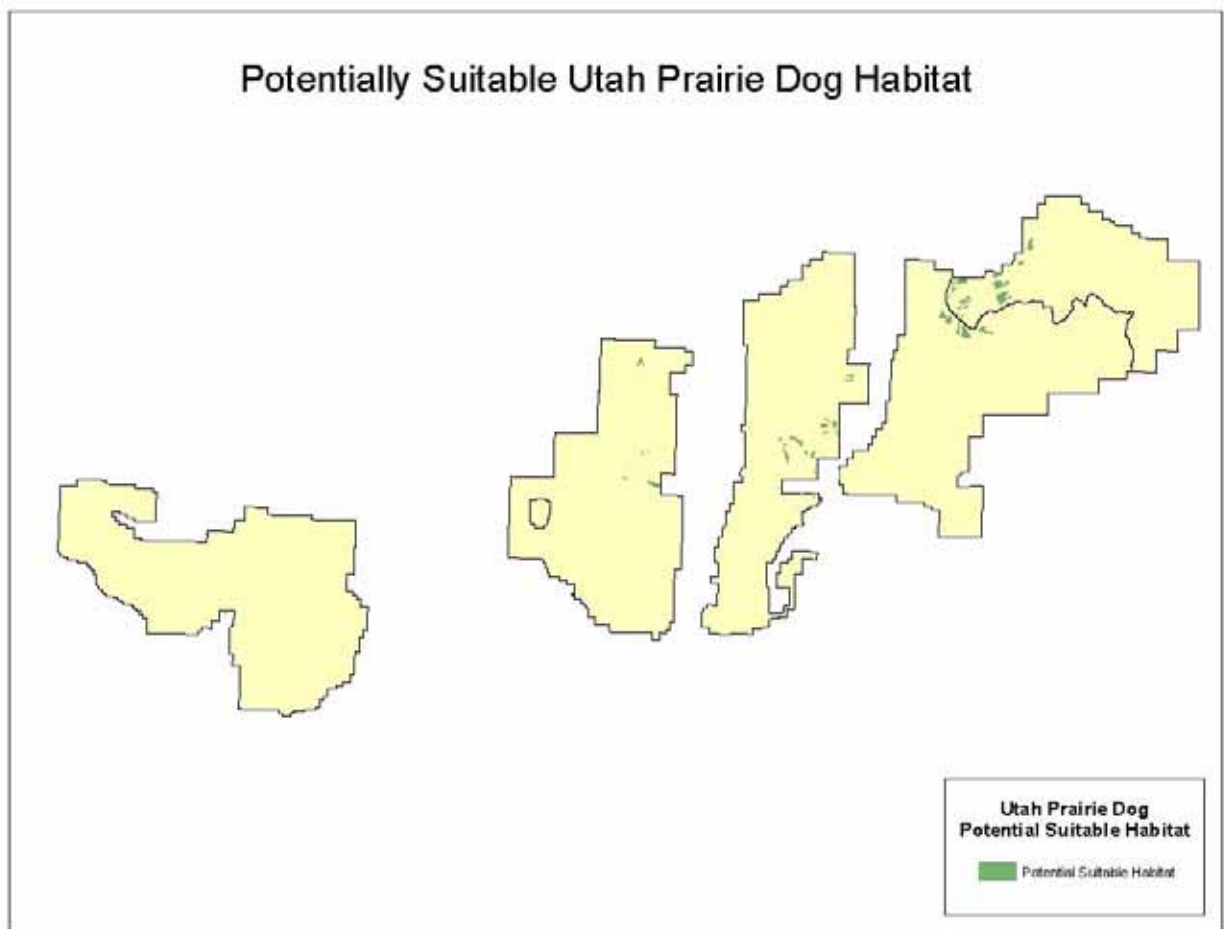 Potentially Suitable Utah Prairie Dog Habitat
Utah Prairie Dog
Potential Suitable Habitat
Potential Suitable Habitat